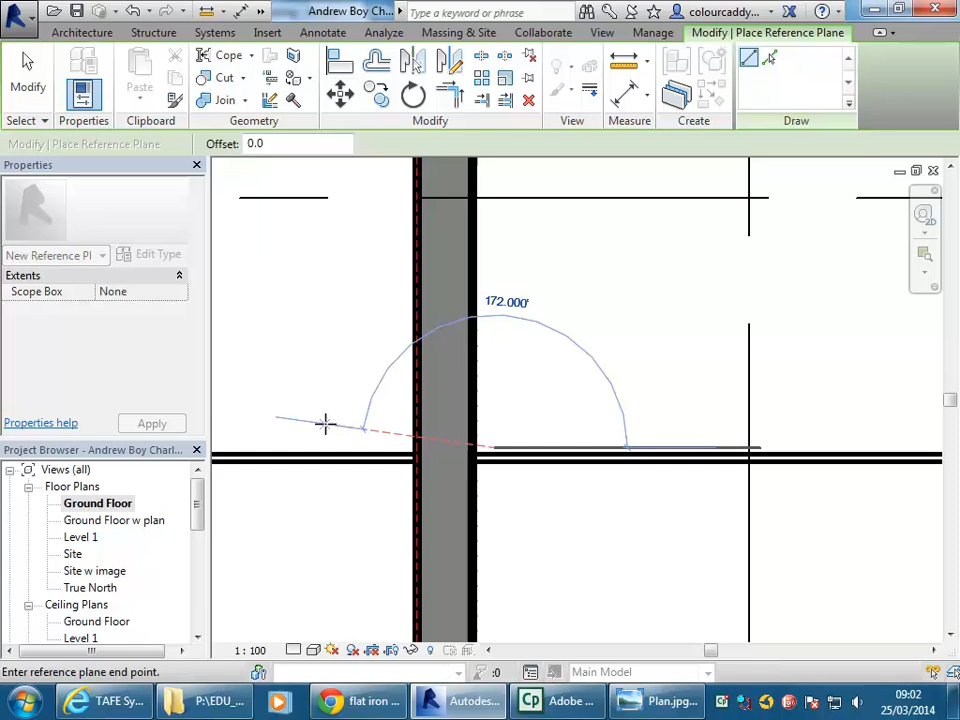 Andrew Boy Ch...
Type a keyword or phrase
colourcaddy...
Architecture Structure Systems Insert Annotate Analyze Massing & Site Collaborate View Manage Modify | Place Reference Plane
Modify
Properties
Paste
Cope
Cut
Join
Select Properties Clipboard Geometry Modify View Measure Create Draw
Modify | Place Reference Plane Offset: 0.0
Properties
New Reference Pl Edit Type
Extents
Scope Box None
Properties help Apply
Project Browser - Andrew Boy Charl...
Views (all)
Floor Plans
Ground Floor
Ground Floor w plan
Level 1
Site
Site w image
True North
Ceiling Plans
Ground Floor
Level 1
2D
172.000°
1 : 100
Enter reference plane end point.
:0
Main Model
TAFE Sy...
P:\EDU_...
flat iron ...
Autodes...
Cp
Adobe ...
Plan.jpg...
09:02
25/03/2014